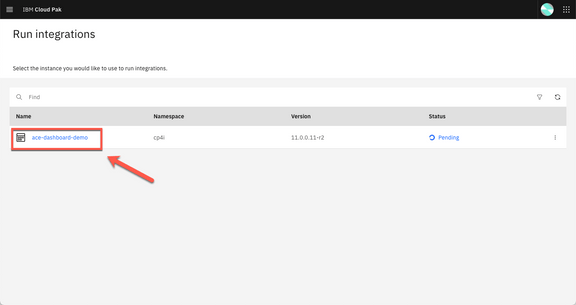 IBM Cloud Pak
Run integrations
Select the instance you would like to use to run integrations.
Find
Name Namespace Version Status
ace-dashboard-demo cp4i 11.0.0.11-r2 Pending